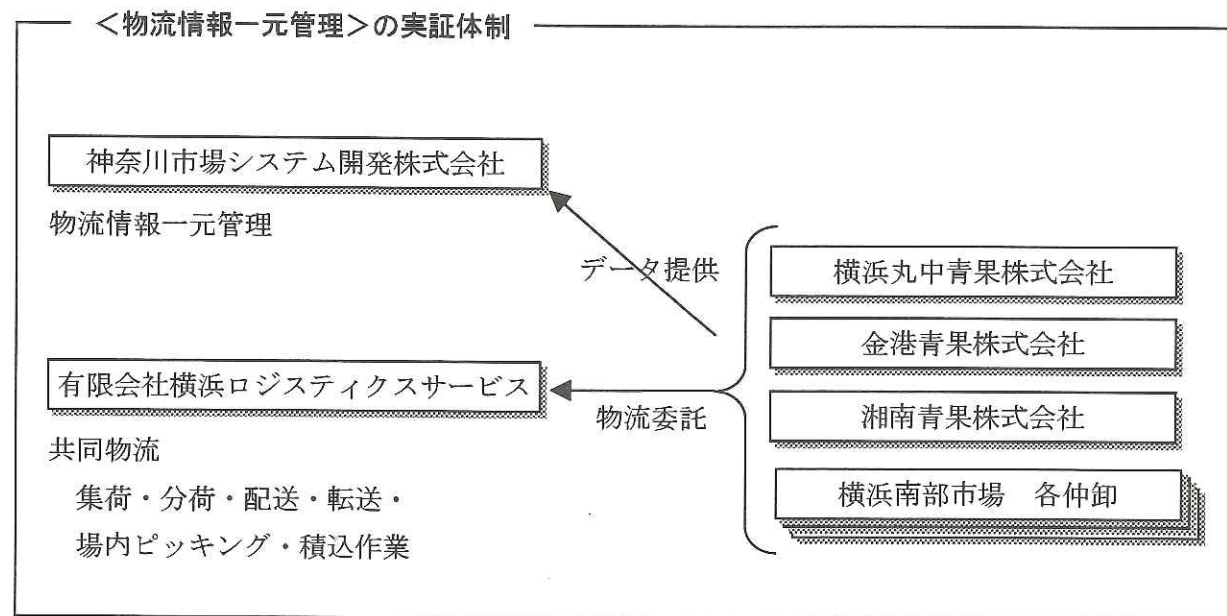 ＜物流情報一元管理＞の実証体制
神奈川市場システム開発株式会社
物流情報一元管理
データ提供
横浜丸中青果株式会社
金港青果株式会社
湘南青果株式会社
横浜南部市場　各仲卸
有限会社横浜ロジスティクスサービス
物流委託
共同物流
集荷・分荷・配送・転送・
場内ピッキング・積込作業